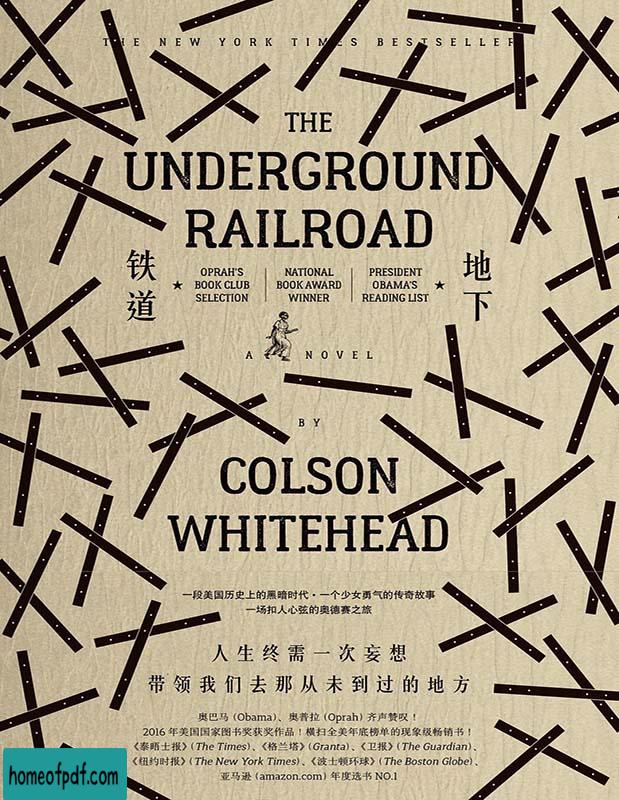 THE NEW YORK TIMES BESTSELLER
THE
UNDERGROUND
RAILROAD
铁道
地下
★ OPRAH'S BOOK CLUB SELECTION
NATIONAL BOOK AWARD WINNER
PRESIDENT OBAMA'S READING LIST ★
A NOVEL
BY
COLSON
WHITEHEAD
一段美国历史上的黑暗时代·一个少女勇气的传奇故事
一场扣人心弦的奥德赛之旅
人生终需一次妄想
带领我们去那从未到过的地方
奥巴马 (Obama)、奥普拉 (Oprah) 齐声赞叹!
2016 年美国国家图书奖获奖作品!横扫全美年底榜单的现象级畅销书!
《泰晤士报》(The Times)、《格兰塔》(Granta)、《卫报》(The Guardian)、
《纽约时报》(The New York Times)、《波士顿环球》(The Boston Globe)、
亚马逊 (amazon.com) 年度选书 NO.1
homeofpdf.com